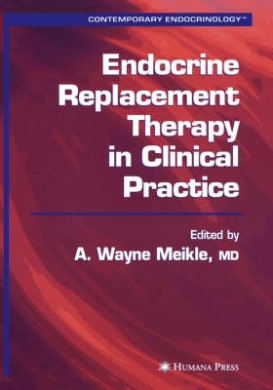 CONTEMPORARY ENDOCRINOLOGY™
Endocrine
Replacement
Therapy
in Clinical
Practice
Edited by
A. Wayne Meikle, MD
HUMANA PRESS